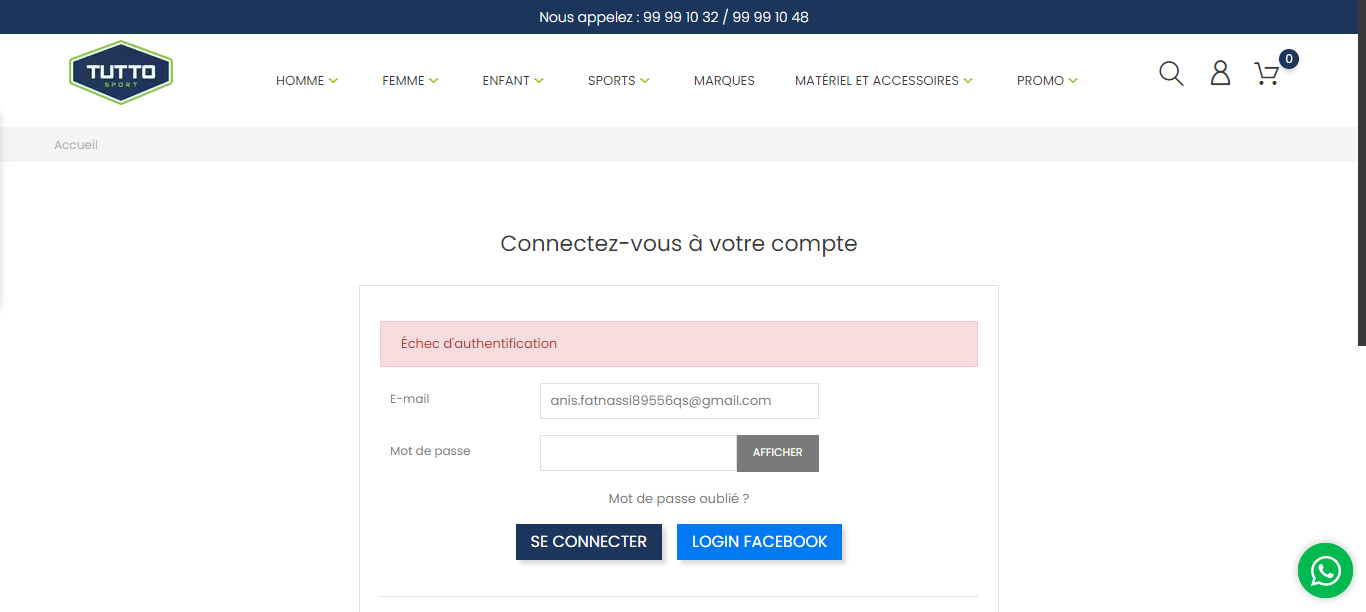 Nous appelez : 99 99 10 32 / 99 99 10 48
TUTTO
SPORT
HOMME FEMME ENFANT SPORTS MARQUES MATÉRIEL ET ACCESSOIRES PROMO 0
Accueil
Connectez-vous à votre compte
Échec d'authentification
E-mail anis.fatnassi89556qs@gmail.com
Mot de passe AFFICHER
Mot de passe oublié ?
SE CONNECTER LOGIN FACEBOOK